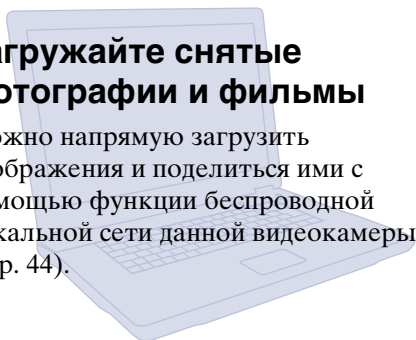 агружайте снятые
отографии и фильмы
ожно напрямую загрузить
ображения и поделиться ими с
мощью функции беспроводной
кальной сети данной видеокамеры
р. 44).